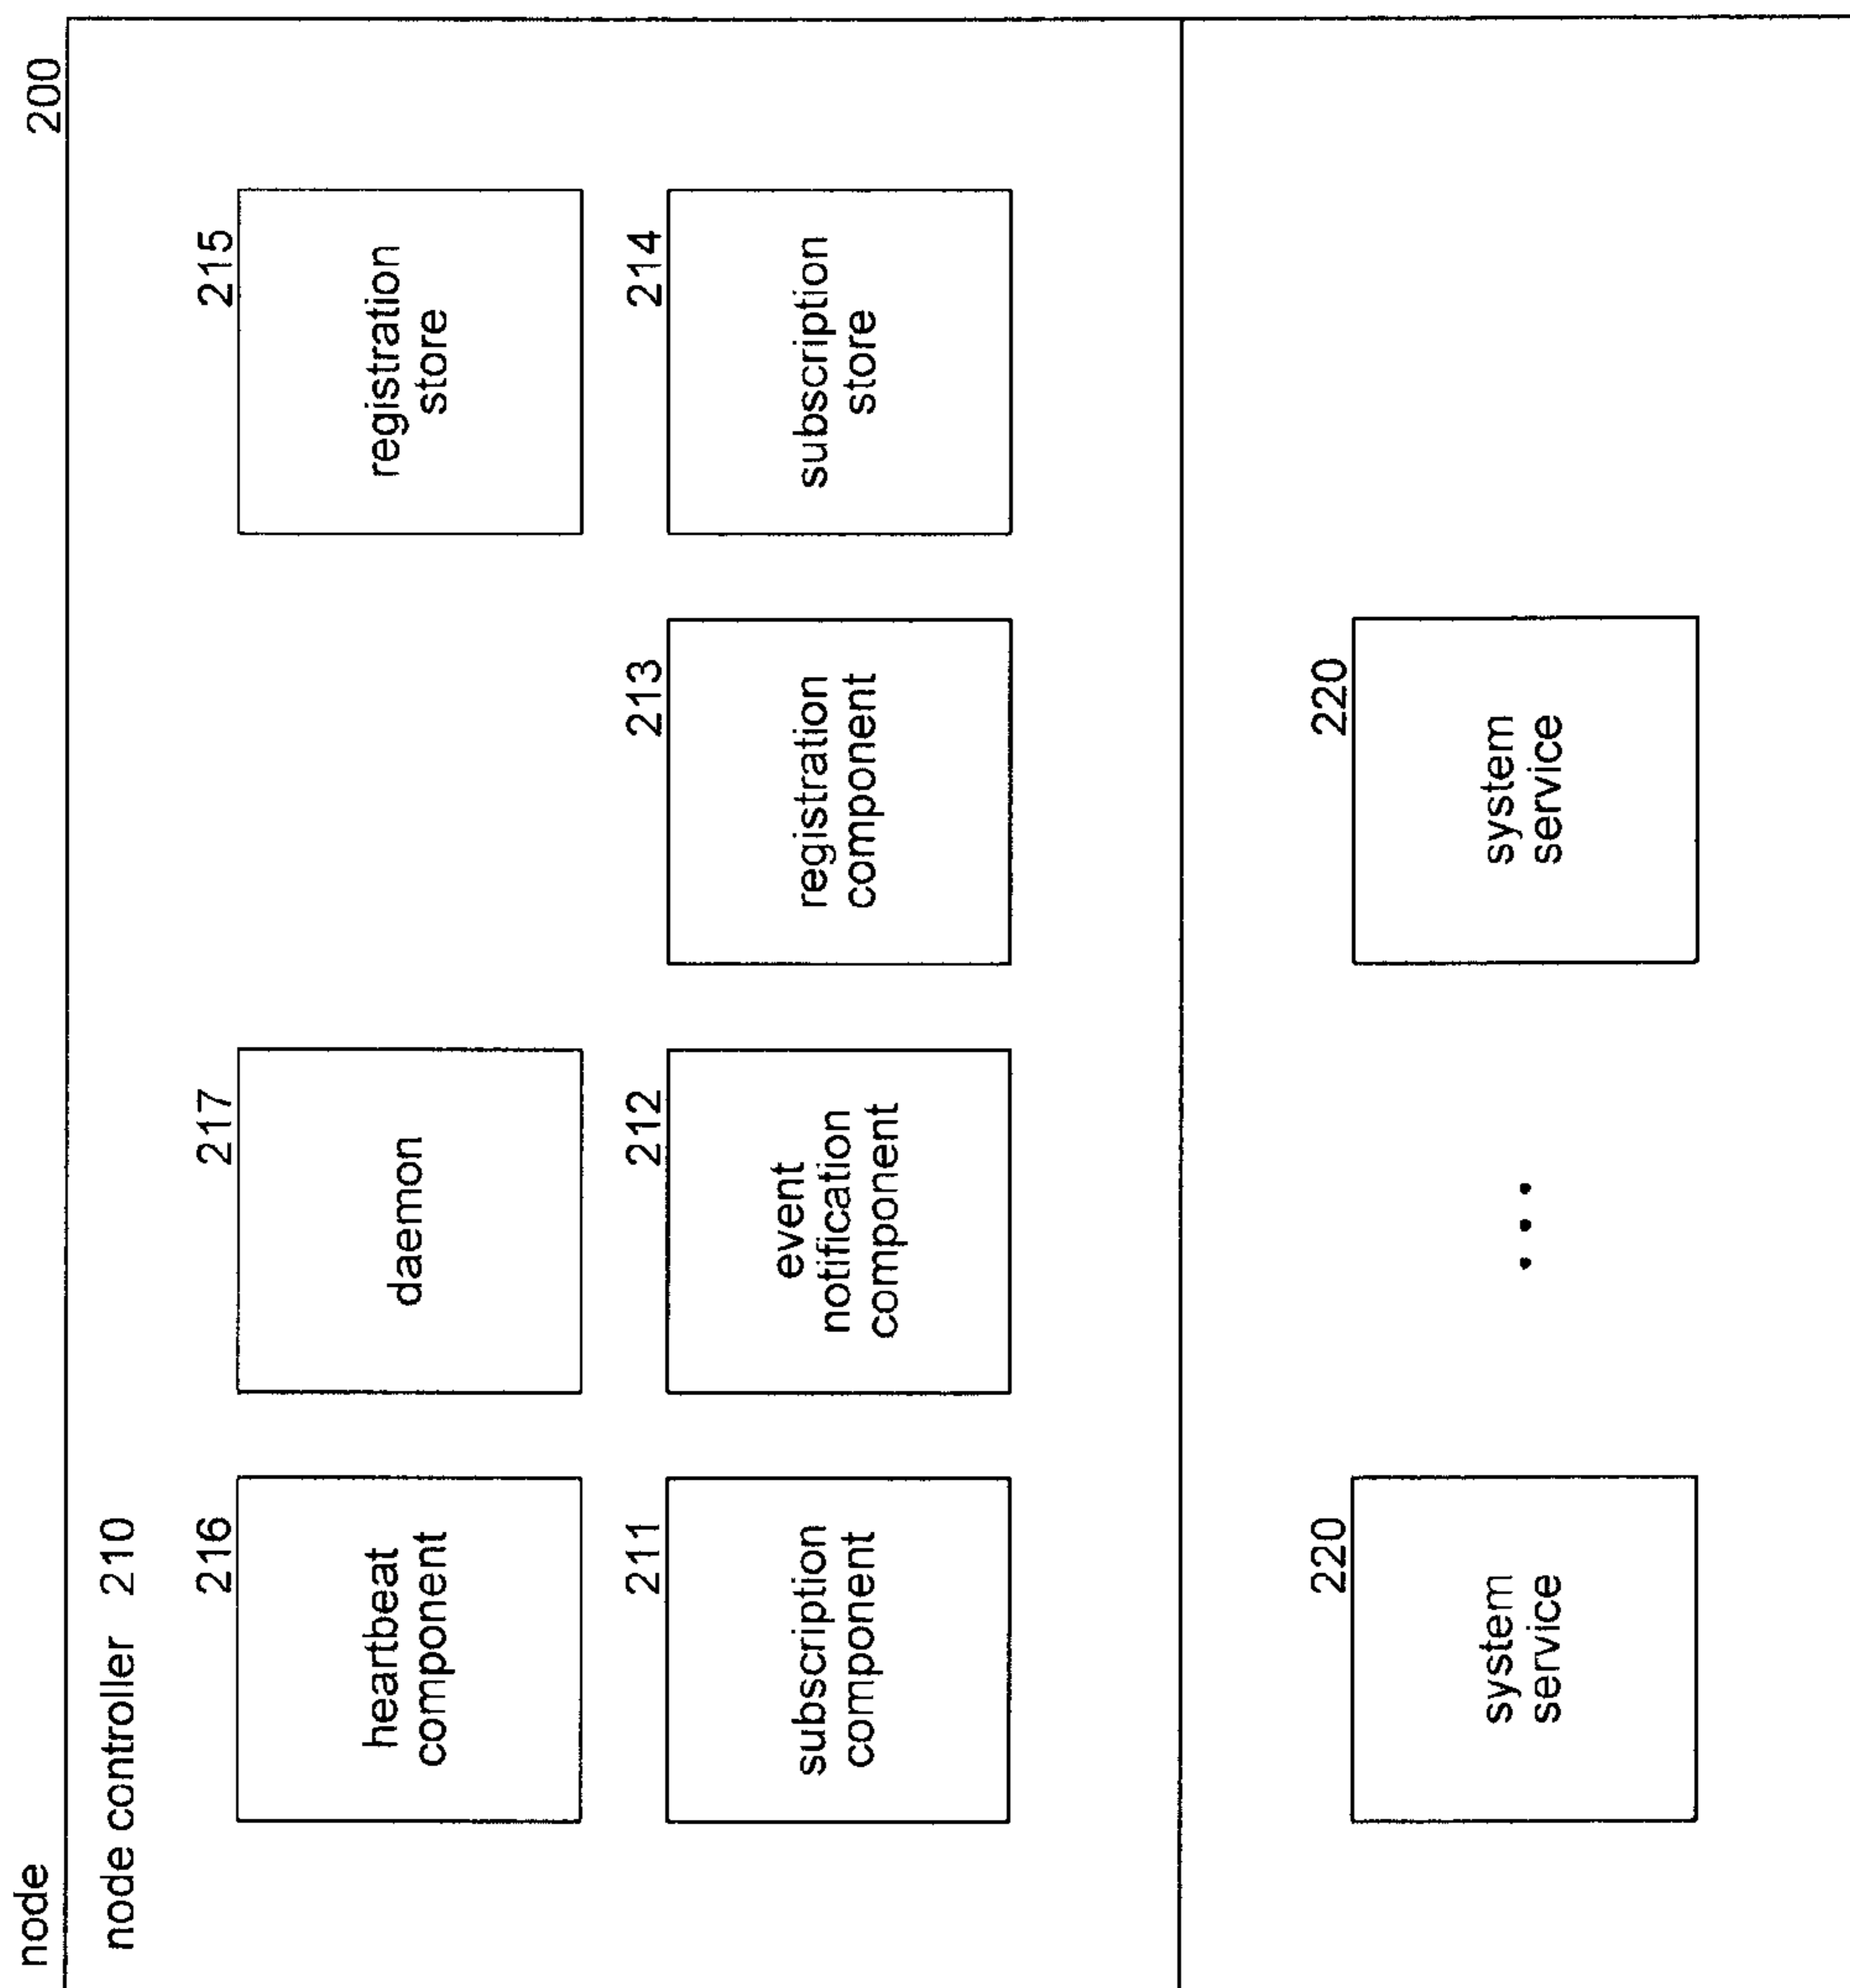 node
200
node controller 210
216
heartbeat
component
217
daemon
215
registration
store
211
subscription
component
212
event
notification
component
213
registration
component
214
subscription
store
220
system
service
• • •
220
system
service